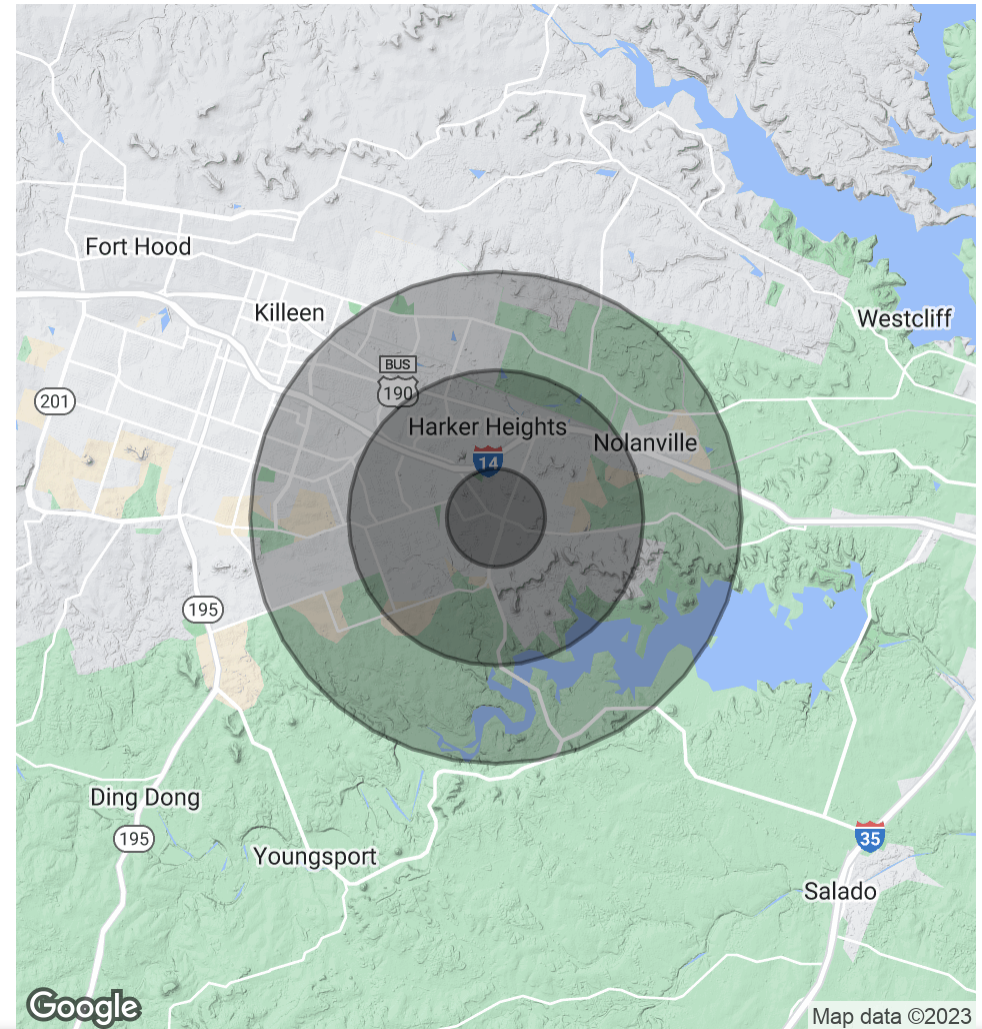 Fort Hood
Killeen
Westcliff
BUS
190
201
Harker Heights
Nolanville
14
195
Ding Dong
195
Youngsport
35
Salado
Google
Map data ©2023